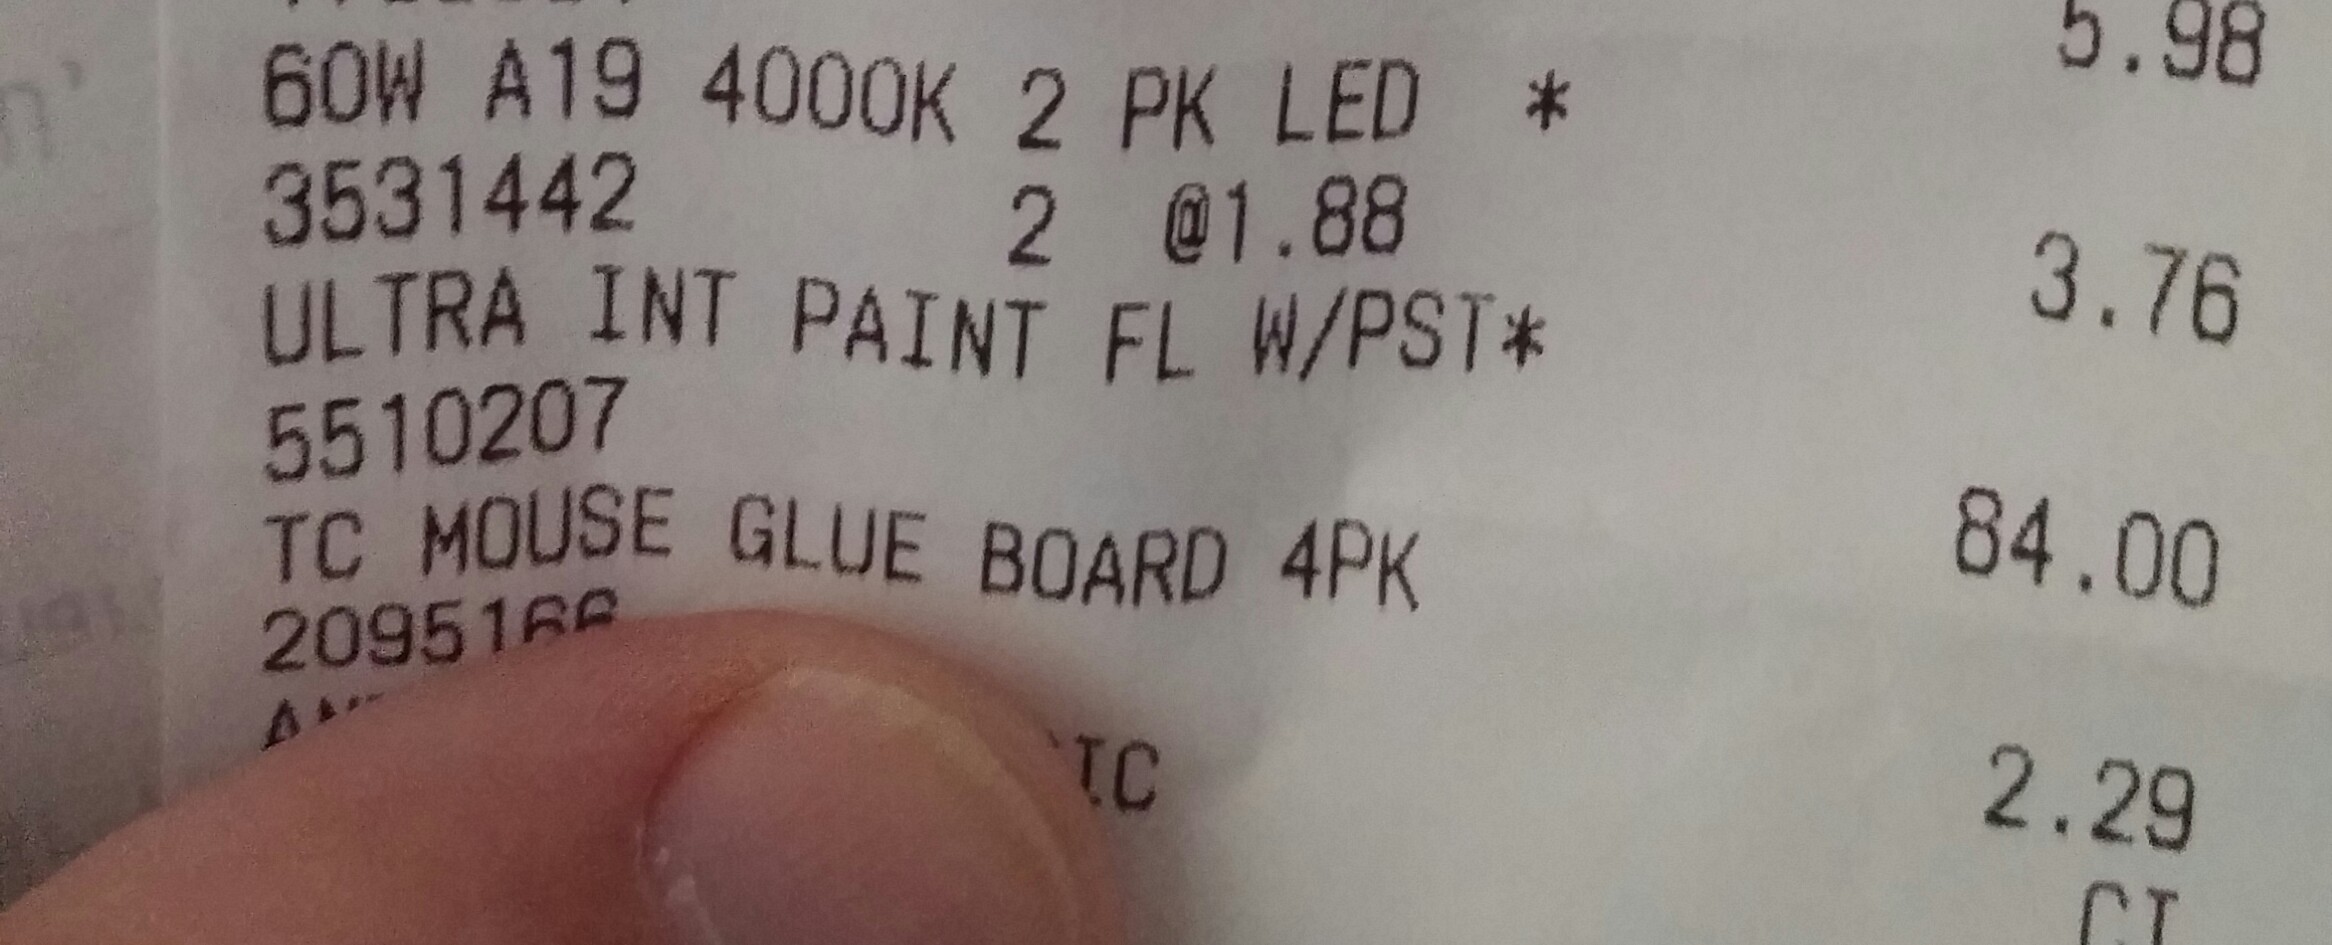 5.98
60W A19 4000K 2 PK LED *
3531442 2 @1.88 3.76
ULTRA INT PAINT FL W/PST*
5510207 84.00
TC MOUSE GLUE BOARD 4PK
2095166 2.29